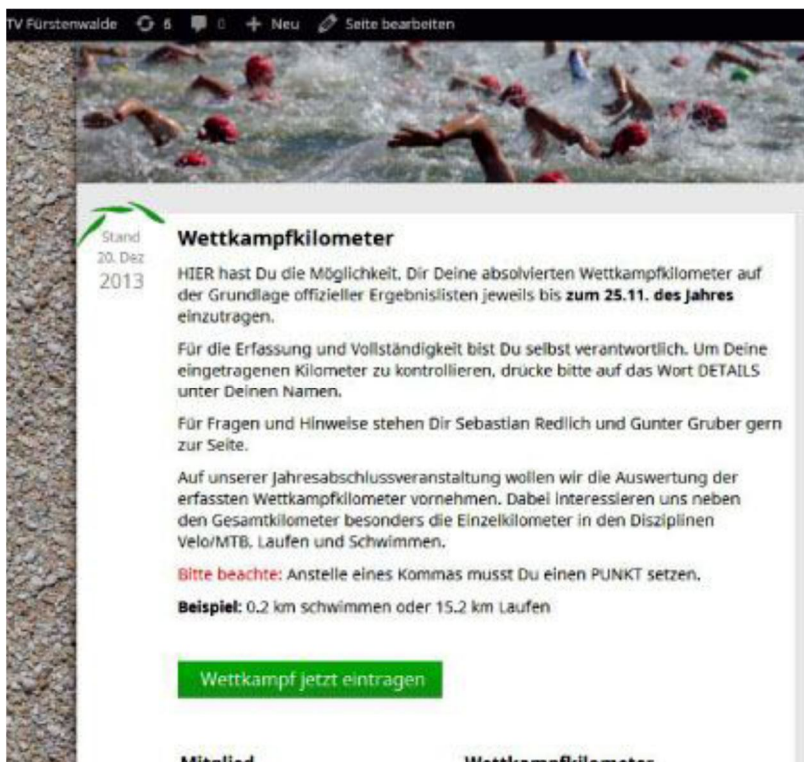 TV Fürstenwalde 6 0 + Neu Seite bearbeiten
Stand
20. Dez
2013
Wettkampfkilometer
HIER hast Du die Möglichkeit, Dir Deine absolvierten Wettkampfkilometer auf
der Grundlage offizieller Ergebnislisten jeweils bis zum 25.11. des Jahres
einzutragen.
Für die Erfassung und Vollständigkeit bist Du selbst verantwortlich. Um Deine
eingetragenen Kilometer zu kontrollieren, drücke bitte auf das Wort DETAILS
unter Deinen Namen.
Für Fragen und Hinweise stehen Dir Sebastian Redlich und Gunter Gruber gern
zur Seite.
Auf unserer Jahresabschlussveranstaltung wollen wir die Auswertung der
erfassten Wettkampfkilometer vornehmen. Dabei interessieren uns neben
den Gesamtkilometer besonders die Einzelkilometer in den Disziplinen
Velo/MTB, Laufen und Schwimmen.
Bitte beachte: Anstelle eines Kommas musst Du einen PUNKT setzen.
Beispiel: 0.2 km schwimmen oder 15.2 km Laufen
Wettkampf jetzt eintragen
Mitglied Wettkampfkilometer